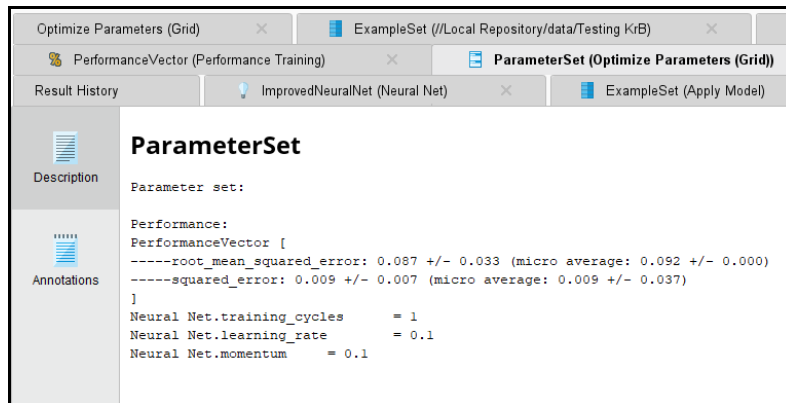 Optimize Parameters (Grid)
ExampleSet (//Local Repository/data/Testing KrB)
PerformanceVector (Performance Training)
ParameterSet (Optimize Parameters (Grid))
Result History
ImprovedNeuralNet (Neural Net)
ExampleSet (Apply Model)
Description
Annotations
ParameterSet
Parameter set:
Performance:
PerformanceVector [
-----root_mean_squared_error: 0.087 +/- 0.033 (micro average: 0.092 +/- 0.000)
-----squared_error: 0.009 +/- 0.007 (micro average: 0.009 +/- 0.037)
]
Neural Net.training_cycles = 1
Neural Net.learning_rate = 0.1
Neural Net.momentum = 0.1